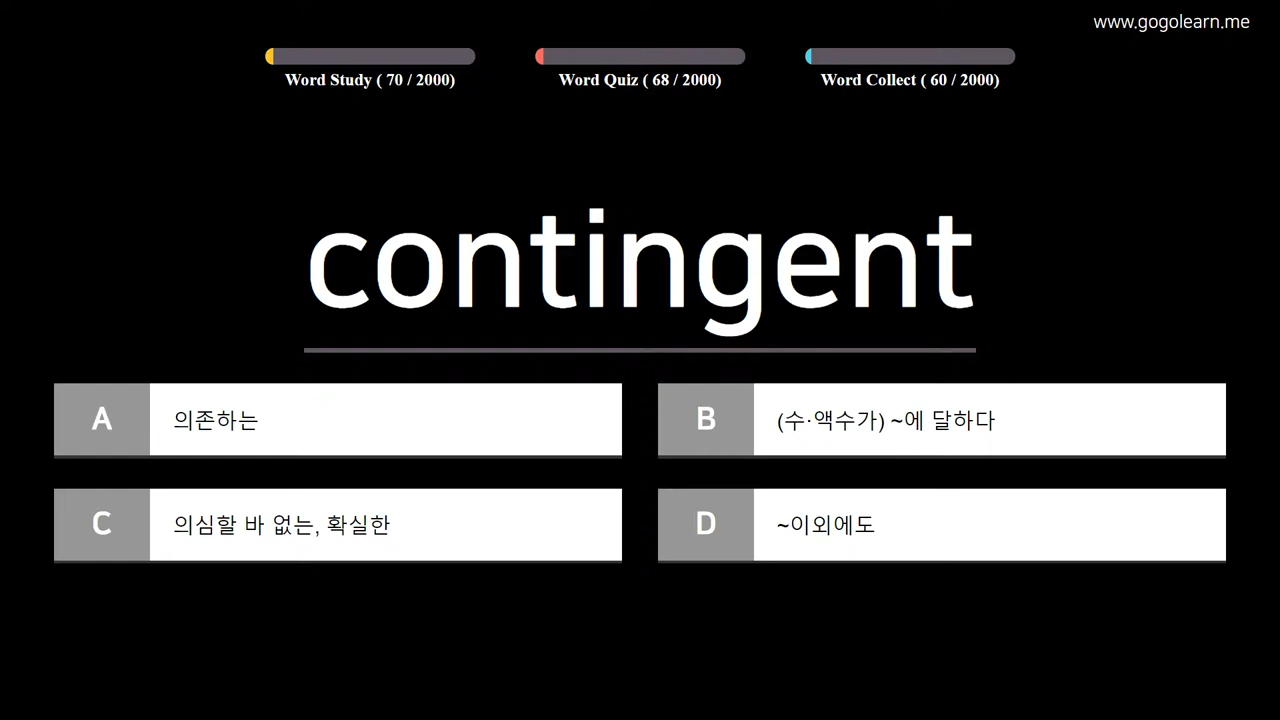 www.gogolearn.me
Word Study ( 70 / 2000)
Word Quiz ( 68 / 2000)
Word Collect ( 60 / 2000)
contingent
A 의존하는
B (수·액수가) ~에 달하다
C 의심할 바 없는, 확실한
D ~이외에도